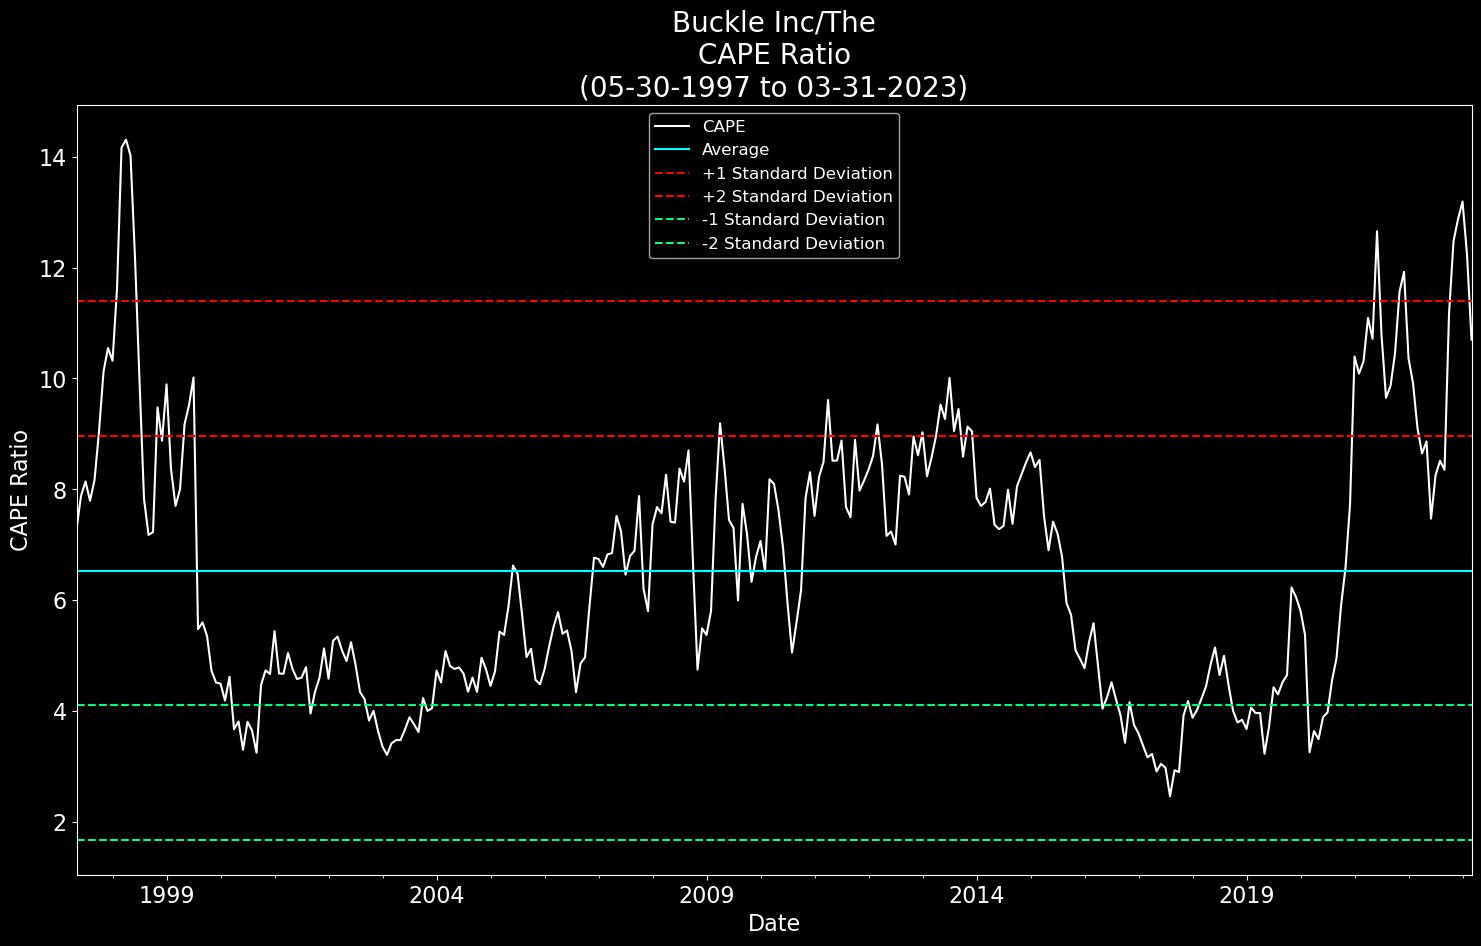 Buckle Inc/The
CAPE Ratio
(05-30-1997 to 03-31-2023)
CAPE
Average
+1 Standard Deviation
+2 Standard Deviation
-1 Standard Deviation
-2 Standard Deviation
CAPE Ratio
14
12
10
8
6
4
2
1999
2004
2009
2014
2019
Date